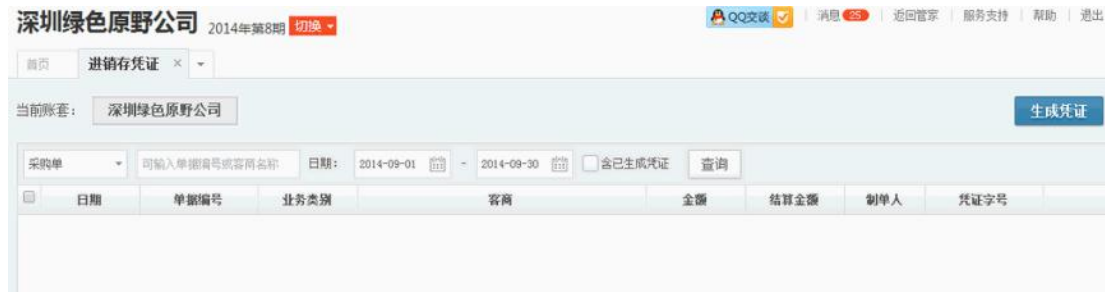 深圳绿色原野公司 2014年第8期 切换 QQ交谈 消息 25 返回管家 服务支持 帮助 退出
首页 进销存凭证 ×
当前账套： 深圳绿色原野公司 生成凭证
采购单 可输入单据编号或客商名称 日期： 2014-09-01 - 2014-09-30 含已生成凭证 查询
日期 单据编号 业务类别 客商 金额 结算金额 制单人 凭证字号